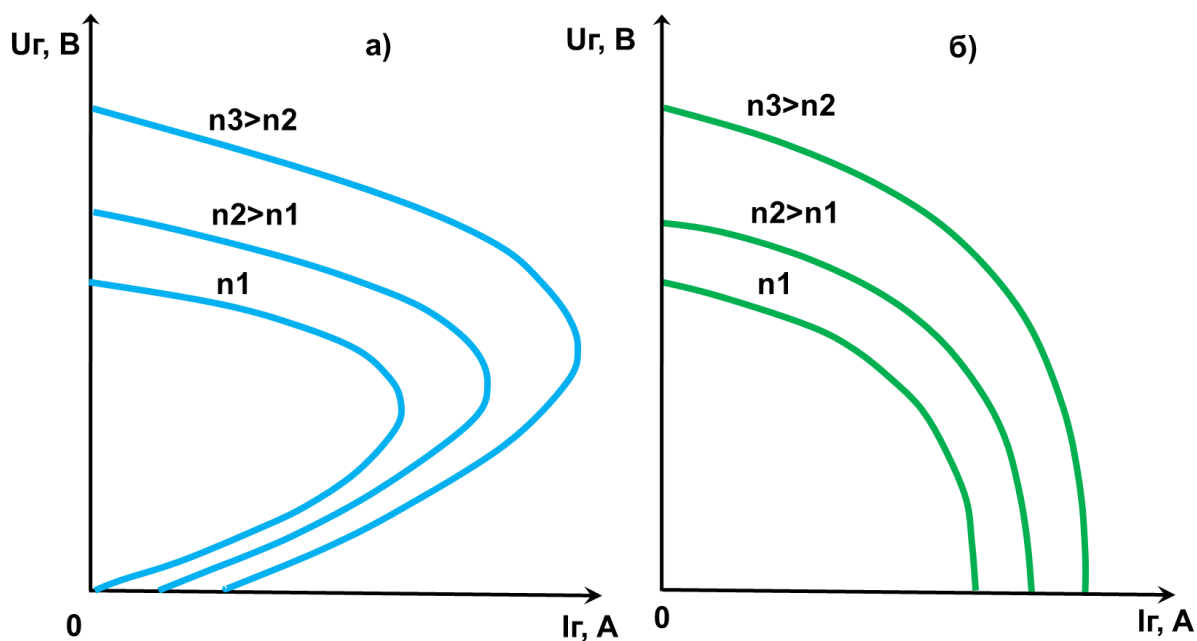 Uг, В
а)
n3>n2
n2>n1
n1
0
Iг, А
Uг, В
б)
n3>n2
n2>n1
n1
0
Iг, А